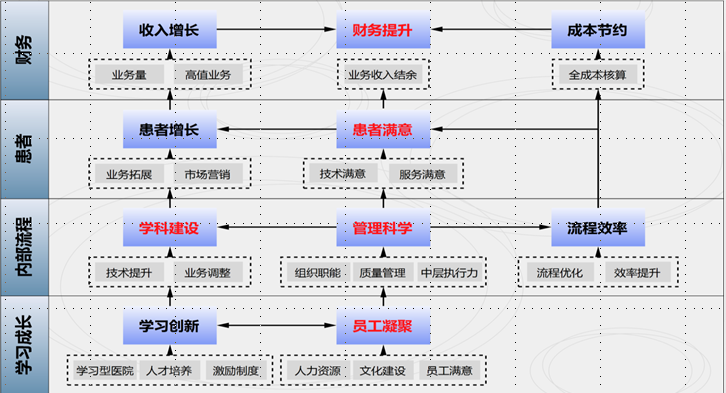 财务
收入增长 财务提升 成本节约
业务量 高值业务 业务收入结余 全成本核算
患者
患者增长 患者满意
业务拓展 市场营销 技术满意 服务满意
内部流程
学科建设 管理科学 流程效率
技术提升 业务调整 组织职能 质量管理 中层执行力 流程优化 效率提升
学习成长
学习创新 员工凝聚
学习型医院 人才培养 激励制度 人力资源 文化建设 员工满意